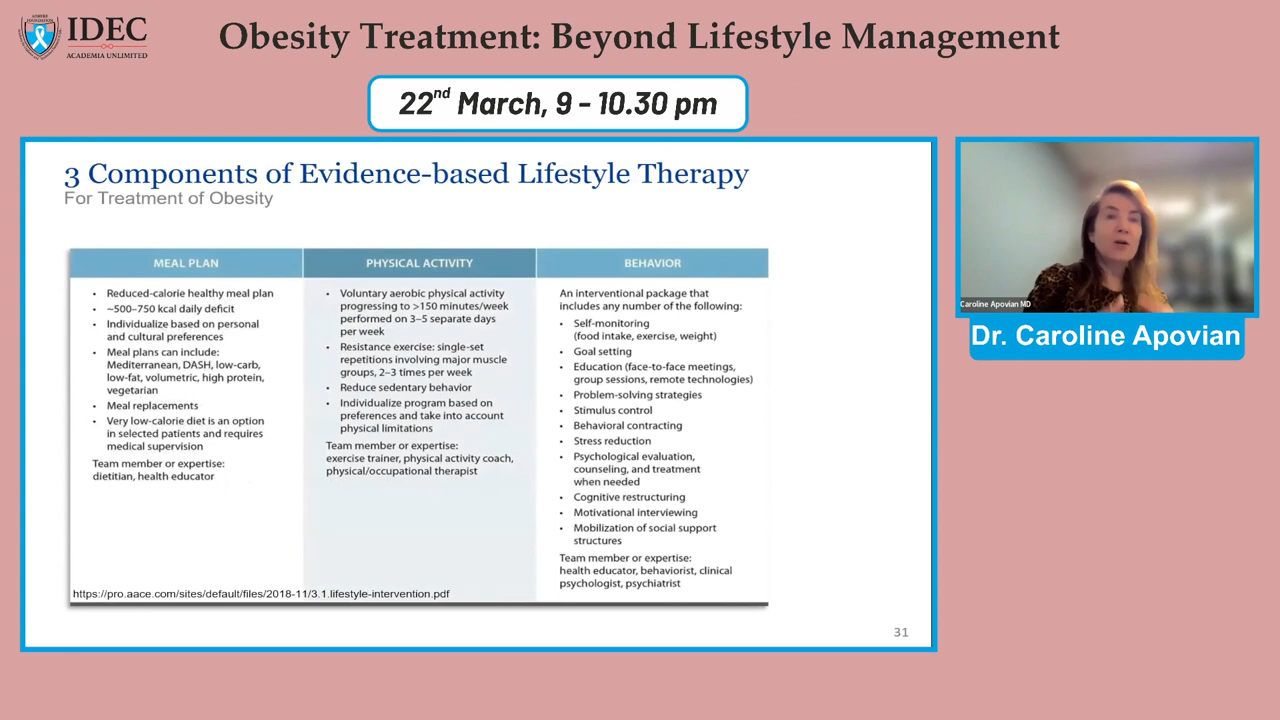 IDEC
ACADEMIA UNLIMITED
Obesity Treatment: Beyond Lifestyle Management
22nd March, 9 - 10.30 pm
3 Components of Evidence-based Lifestyle Therapy
For Treatment of Obesity
MEAL PLAN
• Reduced-calorie healthy meal plan
• ~500–750 kcal daily deficit
• Individualize based on personal
and cultural preferences
• Meal plans can include:
Mediterranean, DASH, low-carb,
low-fat, volumetric, high protein,
vegetarian
• Meal replacements
• Very low-calorie diet is an option
in selected patients and requires
medical supervision
Team member or expertise:
dietitian, health educator
PHYSICAL ACTIVITY
• Voluntary aerobic physical activity
progressing to >150 minutes/week
performed on 3–5 separate days
per week
• Resistance exercise: single-set
repetitions involving major muscle
groups, 2–3 times per week
• Reduce sedentary behavior
• Individualize program based on
preferences and take into account
physical limitations
Team member or expertise:
exercise trainer, physical activity coach,
physical/occupational therapist
BEHAVIOR
An interventional package that
includes any number of the following:
• Self-monitoring
(food intake, exercise, weight)
• Goal setting
• Education (face-to-face meetings,
group sessions, remote technologies)
• Problem-solving strategies
• Stimulus control
• Behavioral contracting
• Stress reduction
• Psychological evaluation,
counseling, and treatment
when needed
• Cognitive restructuring
• Motivational interviewing
• Mobilization of social support
structures
Team member or expertise:
health educator, behaviorist, clinical
psychologist, psychiatrist
https://pro.aace.com/sites/default/files/2018-11/3.1.lifestyle-intervention.pdf
31
Caroline Apovian MD
Dr. Caroline Apovian